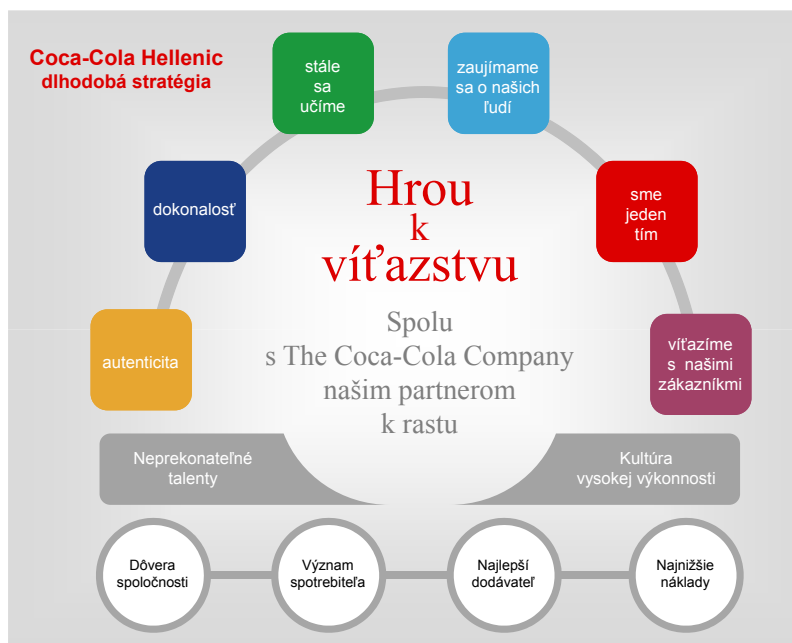 Coca-Cola Hellenic
dlhodobá stratégia
stále
sa
učíme
zaujímame
sa o našich
ľudí
dokonalosť
sme
jeden
tím
Hrou
k
víťazstvu
autenticita
víťazíme
s našimi
zákazníkmi
Spolu
s The Coca-Cola Company
našim partnerom
k rastu
Neprekonateľné
talenty
Kultúra
vysokej výkonnosti
Dôvera
spoločnosti
Význam
spotrebiteľa
Najlepší
dodávateľ
Najnižšie
náklady